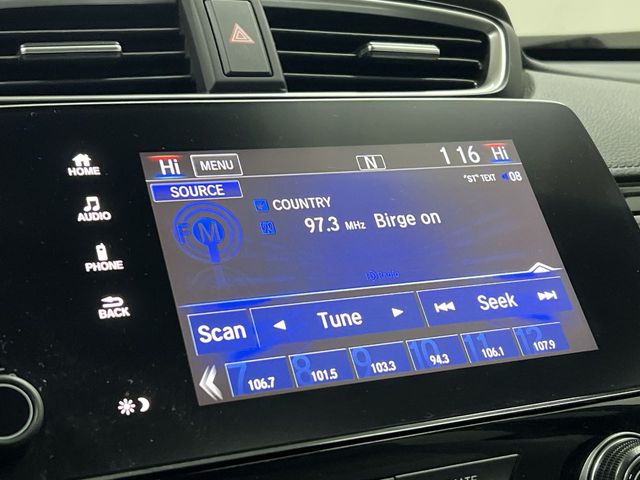 HOME
AUDIO
PHONE
BACK
Hi MENU N 1 16 Hi
SOURCE
"ST" TEXT 08
COUNTRY
97.3 MHz Birge on
FM
HD Radio
Scan Tune Seek
7 106.7 8 101.5 9 103.3 10 94.3 11 106.1 12 107.9